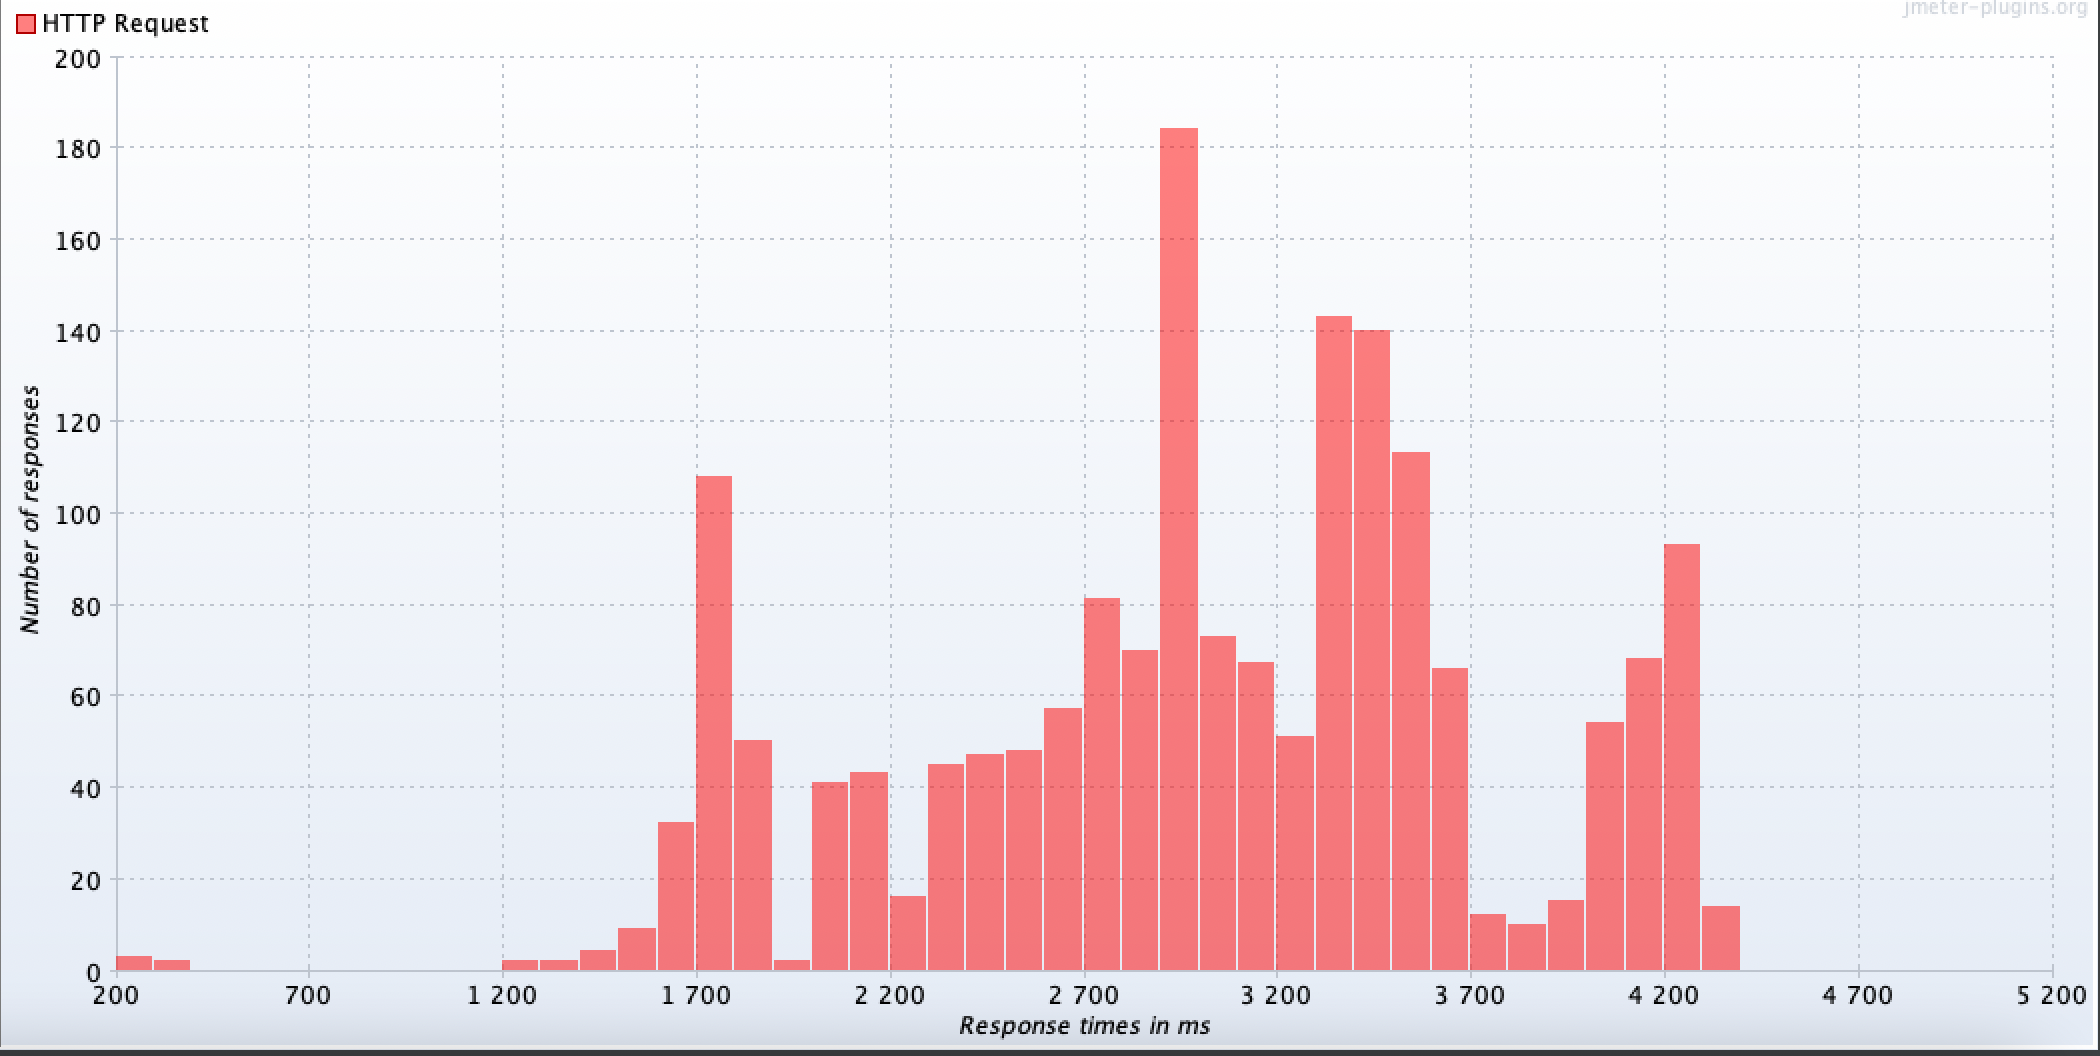 jmeter-plugins.org
HTTP Request
200
180
160
140
120
100
80
60
40
20
0
Number of responses
200 700 1 200 1 700 2 200 2 700 3 200 3 700 4 200 4 700 5 200
Response times in ms